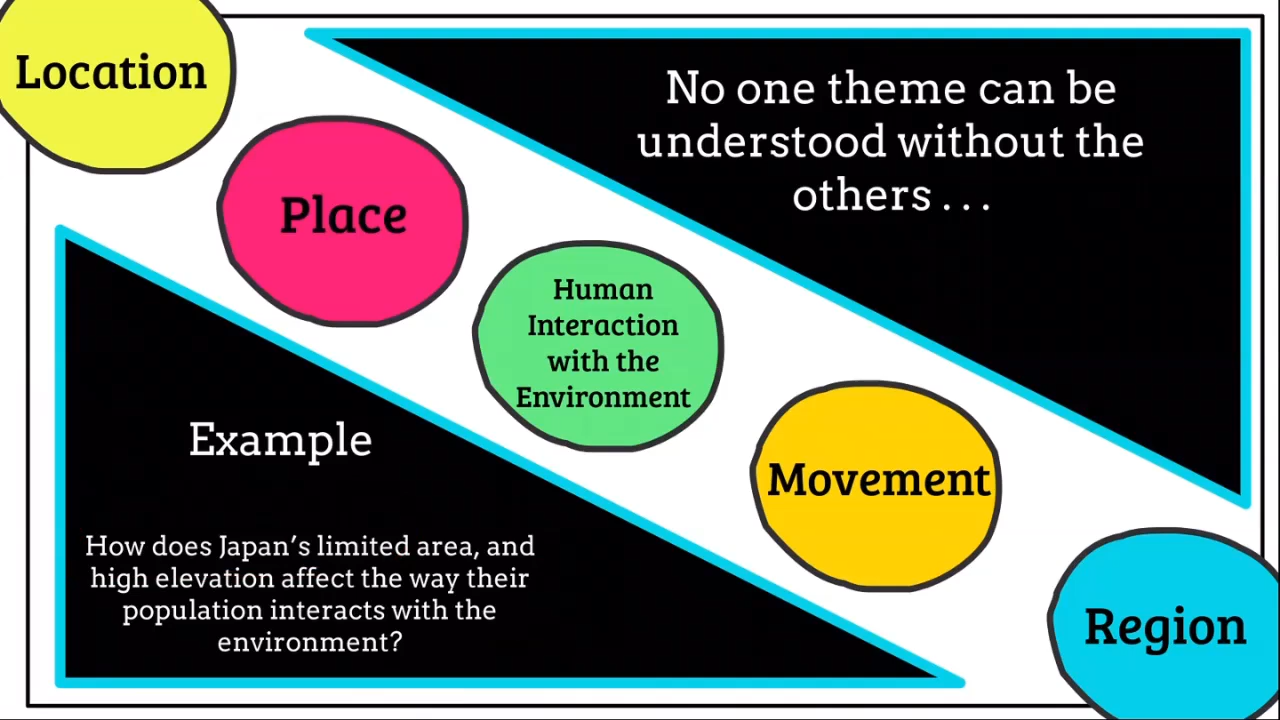 Location
No one theme can be
understood without the
others . . .
Place
Human
Interaction
with the
Environment
Movement
Region
Example
How does Japan’s limited area, and
high elevation affect the way their
population interacts with the
environment?